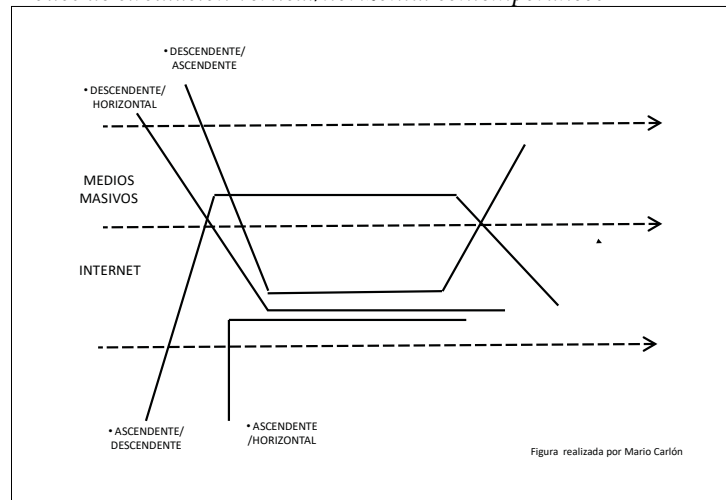 • DESCENDENTE/
ASCENDENTE
• DESCENDENTE/
HORIZONTAL
MEDIOS
MASIVOS
INTERNET
• ASCENDENTE/
DESCENDENTE
• ASCENDENTE
/HORIZONTAL
Figura realizada por Mario Carlón